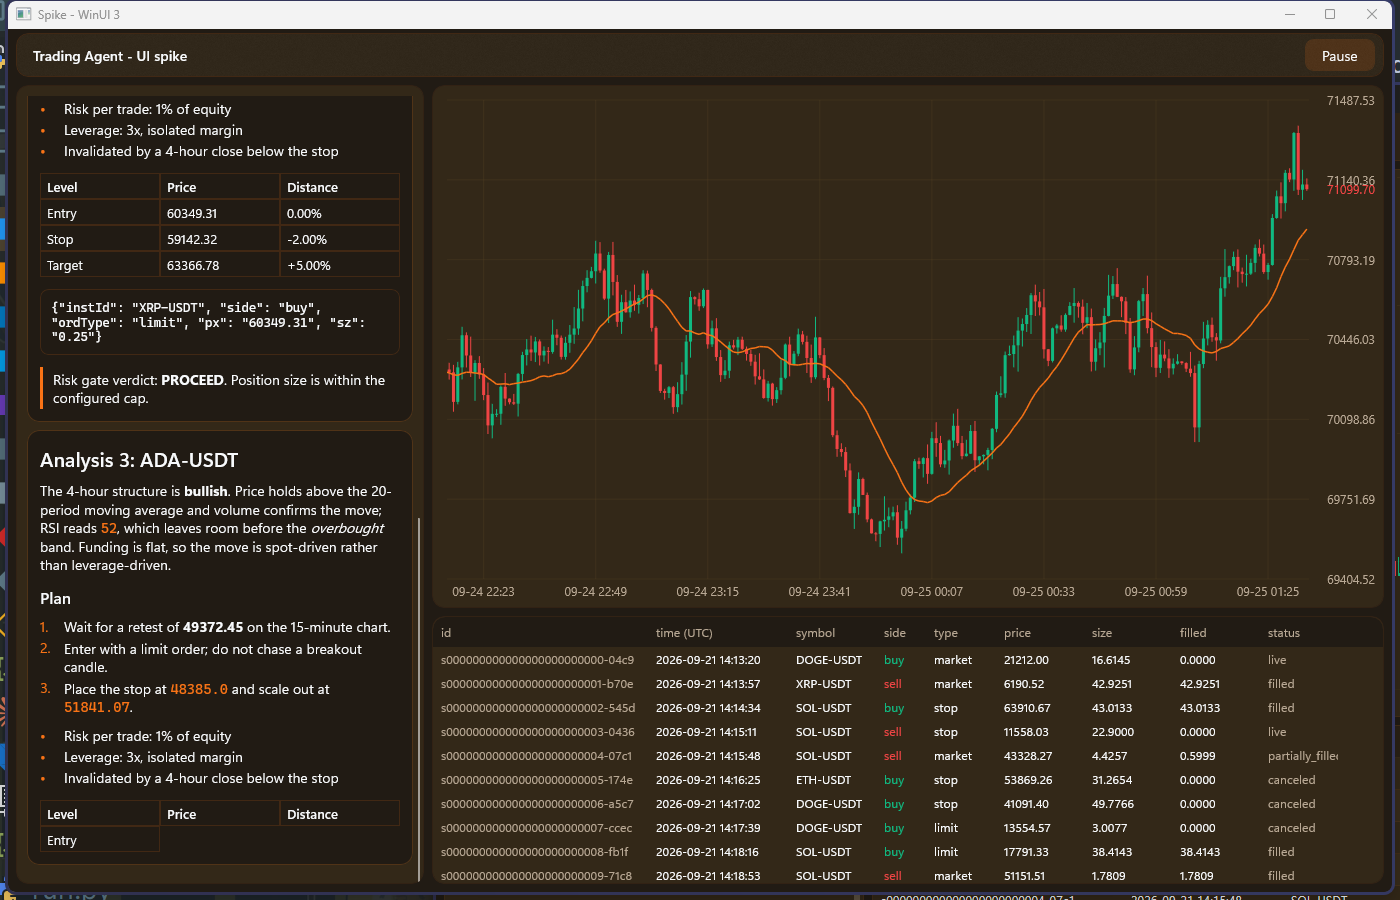 Spike - WinUI 3
Trading Agent - UI spike
Pause
• Risk per trade: 1% of equity
• Leverage: 3x, isolated margin
• Invalidated by a 4-hour close below the stop
Level Price Distance
Entry 60349.31 0.00%
Stop 59142.32 -2.00%
Target 63366.78 +5.00%
{"instId": "XRP-USDT", "side": "buy",
"ordType": "limit", "px": "60349.31", "sz":
"0.25"}
Risk gate verdict: PROCEED. Position size is within the
configured cap.
Analysis 3: ADA-USDT
The 4-hour structure is bullish. Price holds above the 20-
period moving average and volume confirms the move;
RSI reads 52, which leaves room before the overbought
band. Funding is flat, so the move is spot-driven rather
than leverage-driven.
Plan
1. Wait for a retest of 49372.45 on the 15-minute chart.
2. Enter with a limit order; do not chase a breakout
candle.
3. Place the stop at 48385.0 and scale out at
51841.07.
• Risk per trade: 1% of equity
• Leverage: 3x, isolated margin
• Invalidated by a 4-hour close below the stop
Level Price Distance
Entry
71487.53
71140.36
71099.70
70793.19
70446.03
70098.86
69751.69
69404.52
09-24 22:23 09-24 22:49 09-24 23:15 09-24 23:41 09-25 00:07 09-25 00:33 09-25 00:59 09-25 01:25
id time (UTC) symbol side type price size filled status
s000000000000000000000000-04c9 2026-09-21 14:13:20 DOGE-USDT buy market 21212.00 16.6145 0.0000 live
s000000000000000000000001-b70e 2026-09-21 14:13:57 XRP-USDT sell market 6190.52 42.9251 42.9251 filled
s000000000000000000000002-545d 2026-09-21 14:14:34 SOL-USDT buy stop 63910.67 43.0133 43.0133 filled
s000000000000000000000003-0436 2026-09-21 14:15:11 SOL-USDT sell stop 11558.03 22.9000 0.0000 live
s000000000000000000000004-07c1 2026-09-21 14:15:48 SOL-USDT sell market 43328.27 4.4257 0.5999 partially_filled
s000000000000000000000005-174e 2026-09-21 14:16:25 ETH-USDT buy stop 53869.26 31.2654 0.0000 canceled
s000000000000000000000006-a5c7 2026-09-21 14:17:02 DOGE-USDT buy stop 41091.40 49.7766 0.0000 canceled
s000000000000000000000007-ccec 2026-09-21 14:17:39 DOGE-USDT buy limit 13554.57 3.0077 0.0000 canceled
s000000000000000000000008-fb1f 2026-09-21 14:18:16 SOL-USDT buy limit 17791.33 38.4143 38.4143 filled
s000000000000000000000009-71c8 2026-09-21 14:18:53 SOL-USDT sell market 51151.51 1.7809 1.7809 filled